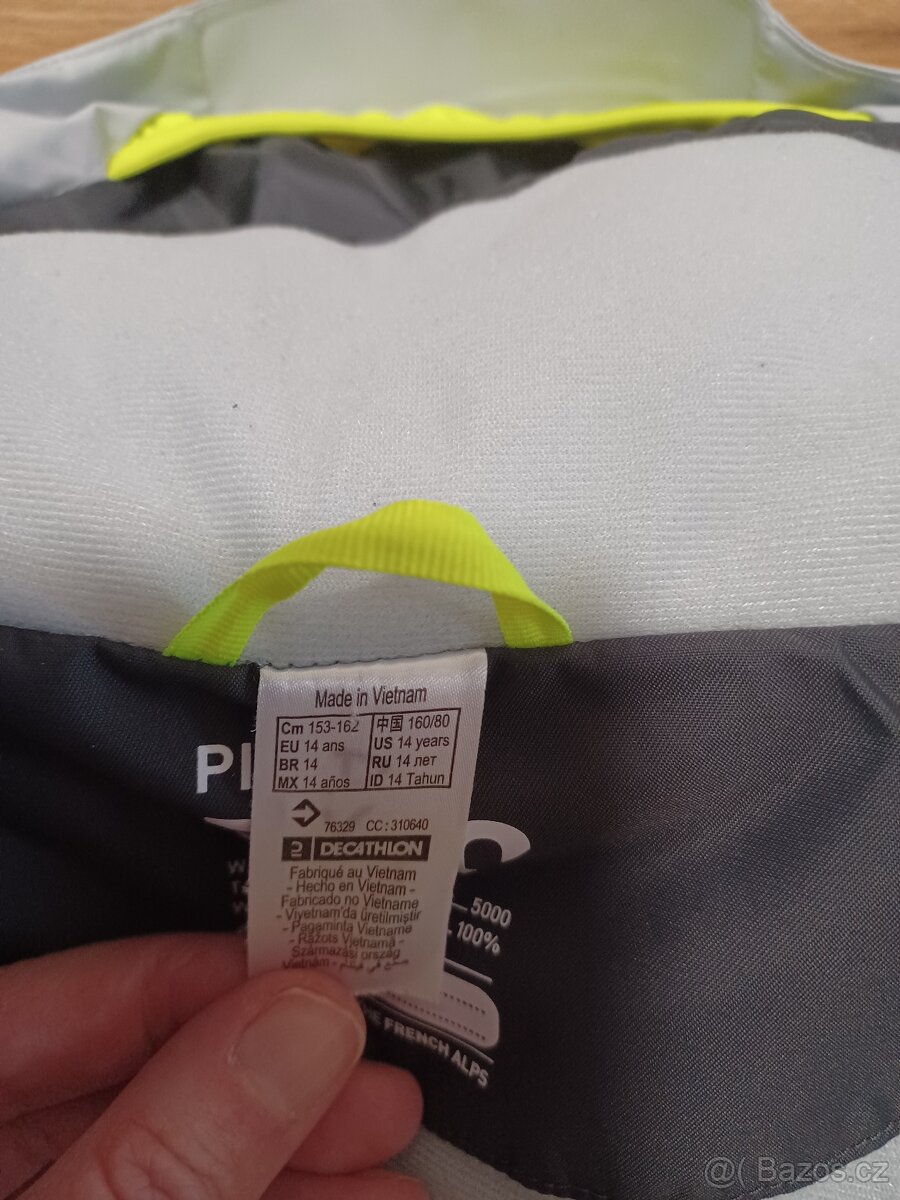 Made in Vietnam
Cm 153-162 中国 160/80
EU 14 ans US 14 years
BR 14 RU 14 лет
MX 14 años ID 14 Tahun
76329 CC : 310640
DECATHLON
Fabriqué au Vietnam
- Hecho en Vietnam -
Fabricado no Vietname
- Viyetnam'da üretilmiştir
- Pagaminta Vietname
- Ražots Vjetnamā -
Származási ország
Vietnám -
5000
100%
FRENCH ALPS
@( Bazos.cz